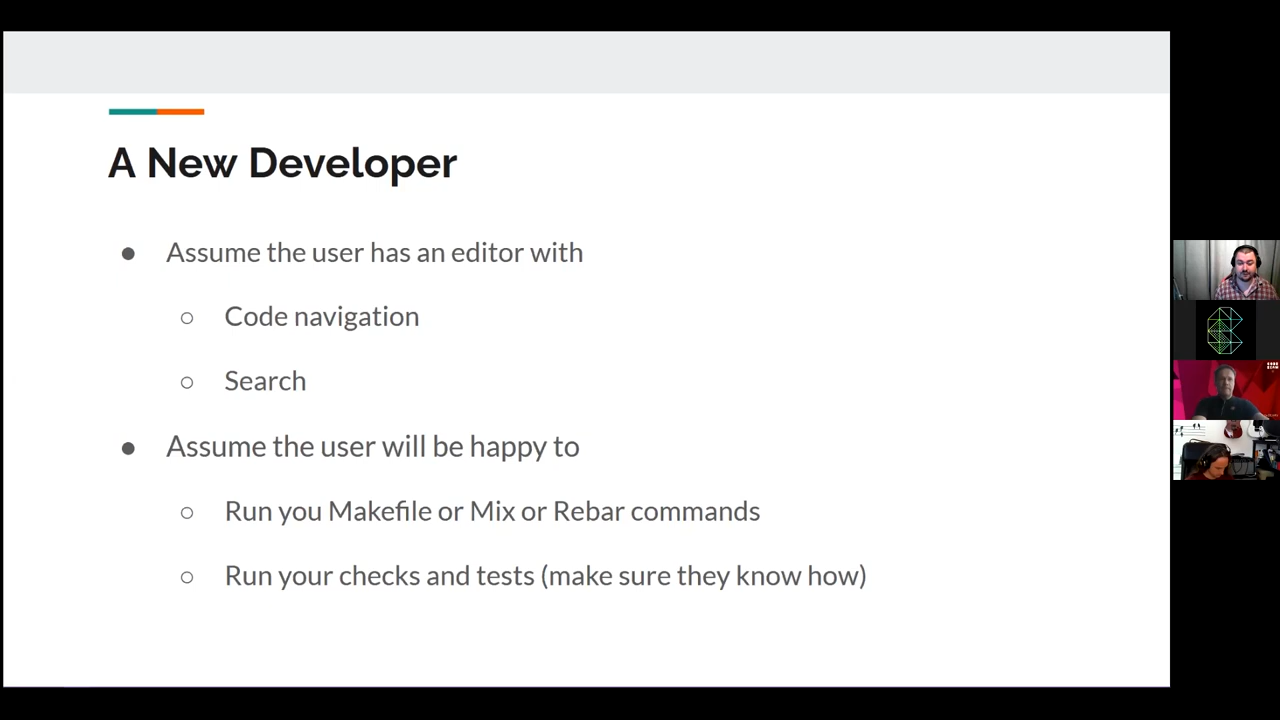 A New Developer
● Assume the user has an editor with
○ Code navigation
○ Search
● Assume the user will be happy to
○ Run you Makefile or Mix or Rebar commands
○ Run your checks and tests (make sure they know how)